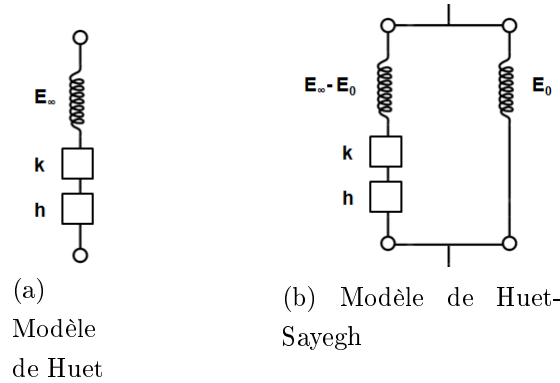 E∞
k
h
(a)
Modèle
de Huet
E∞-E0
E0
k
h
(b) Modèle de Huet-
Sayegh